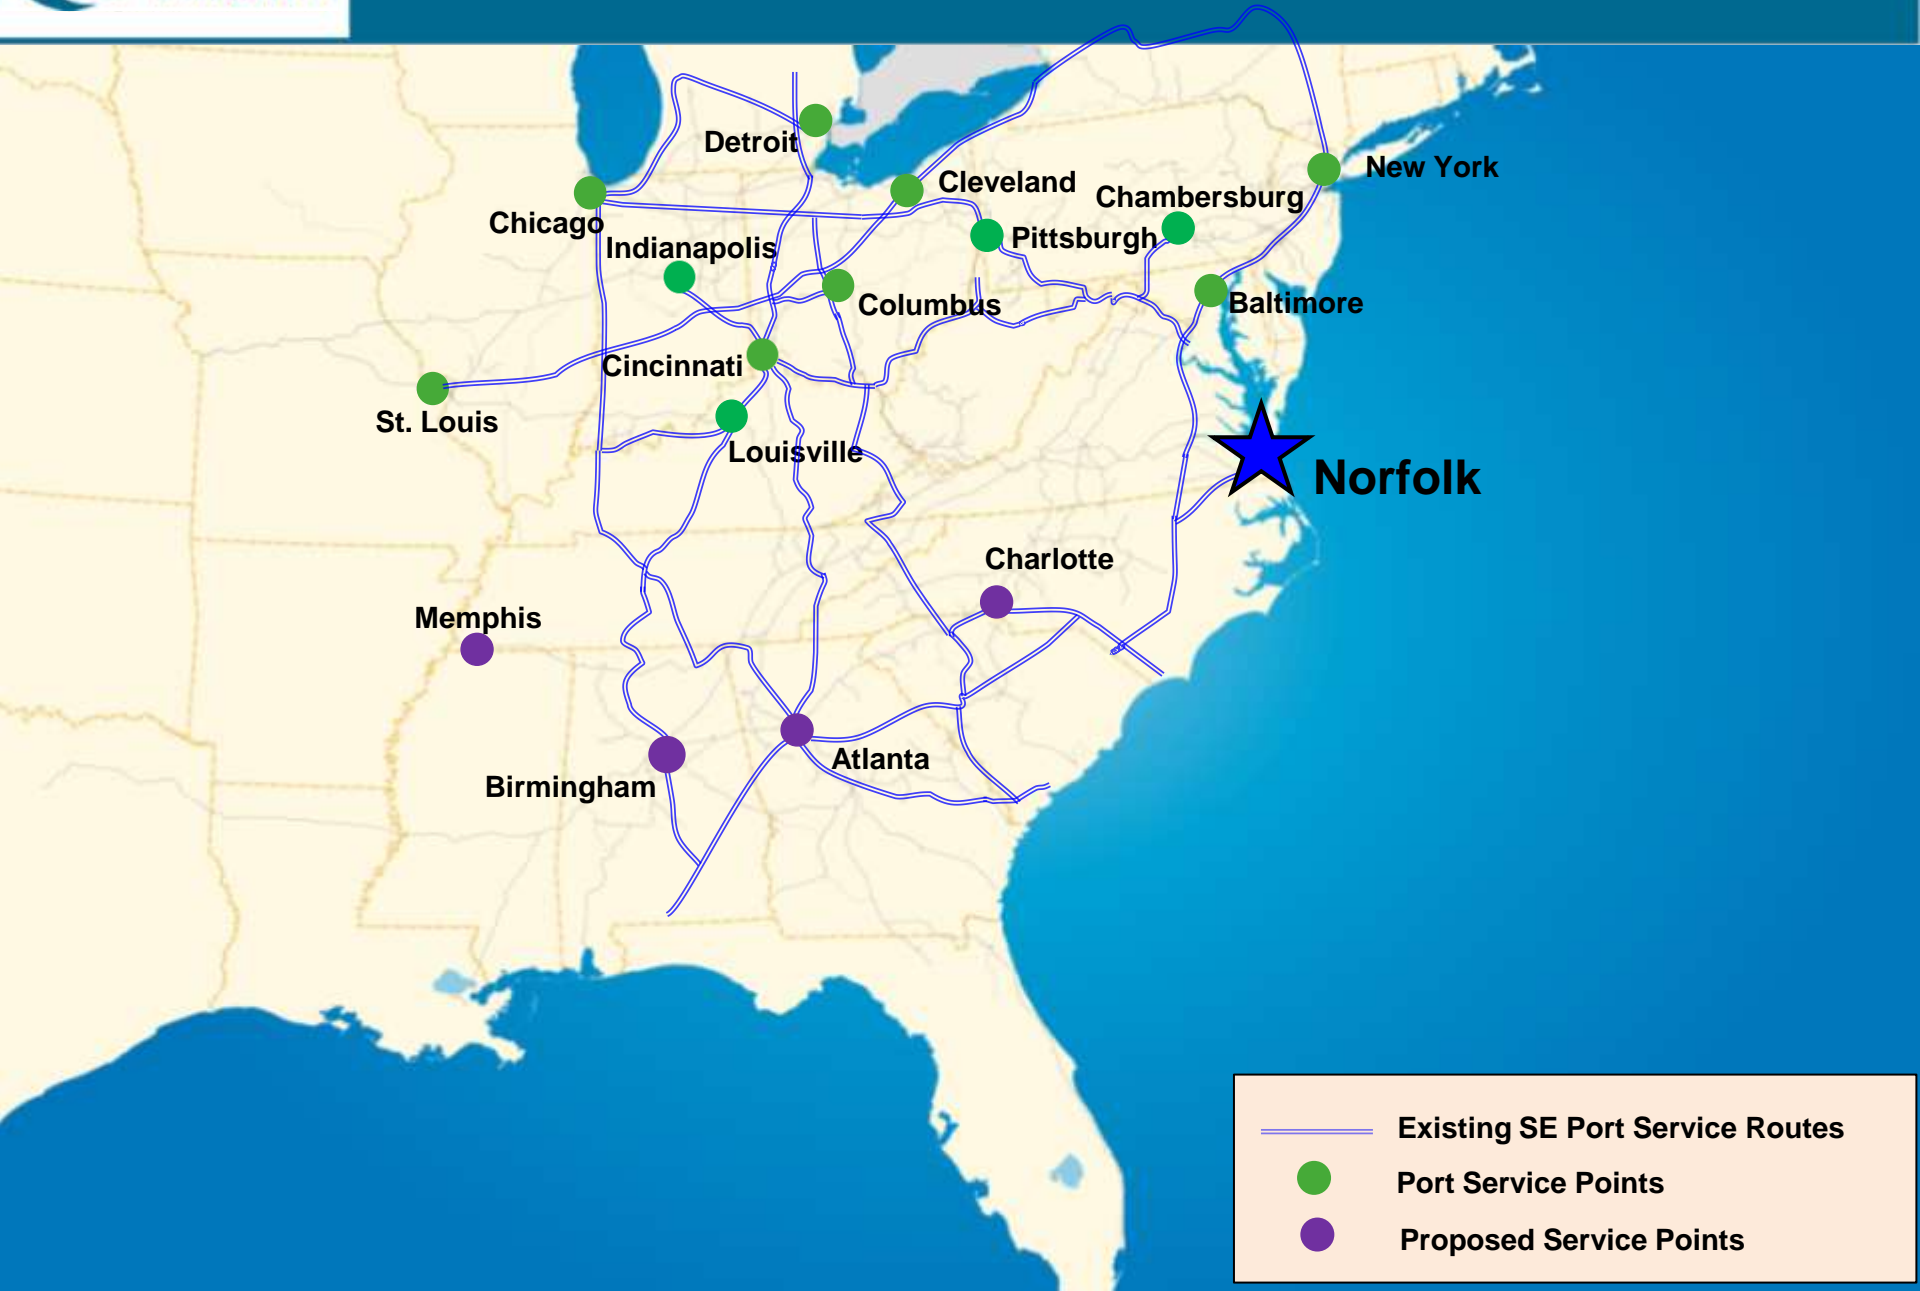 Detroit
New York
Cleveland
Chambersburg
Chicago
Pittsburgh
Indianapolis
Columbus
Baltimore
Cincinnati
St. Louis
Louisville
Norfolk
Charlotte
Memphis
Atlanta
Birmingham
Existing SE Port Service Routes
Port Service Points
Proposed Service Points